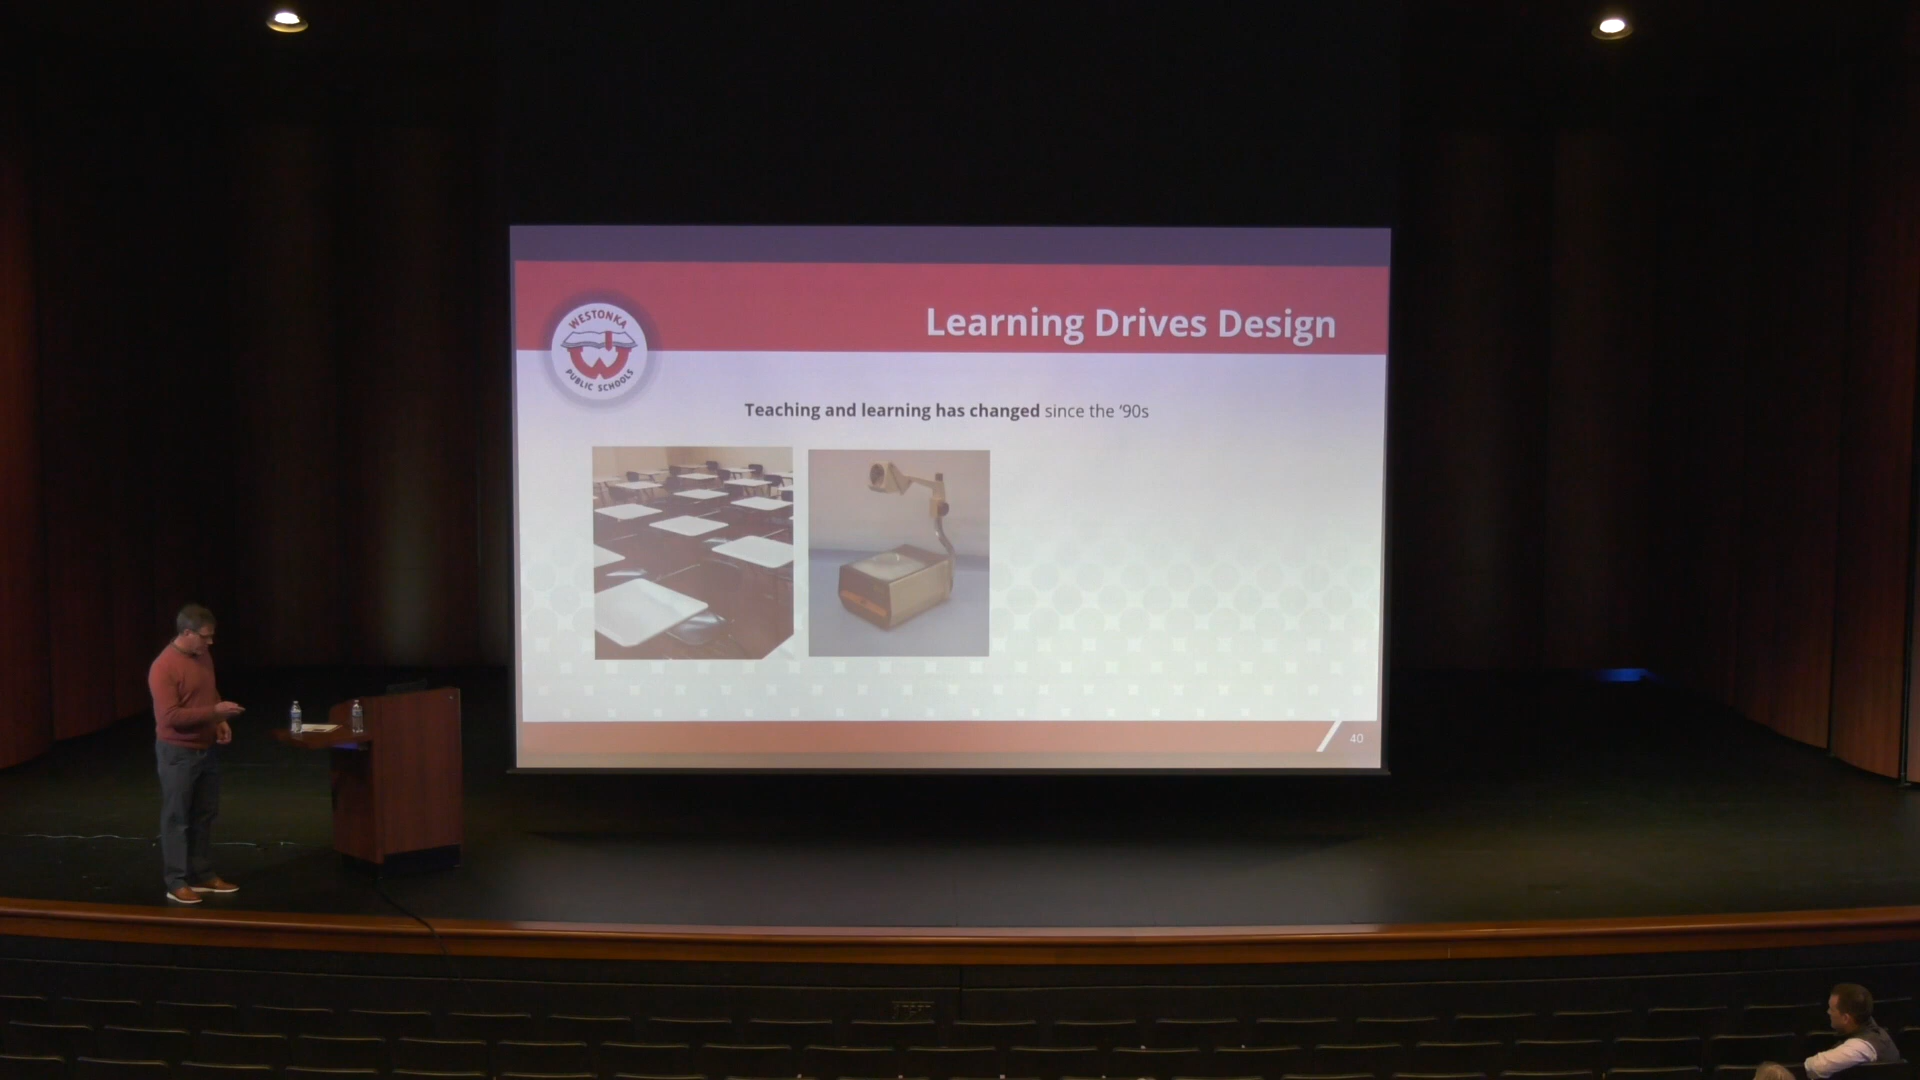 Learning Drives Design
WESTONKA
W
PUBLIC SCHOOLS
Teaching and learning has changed since the ‘90s
40